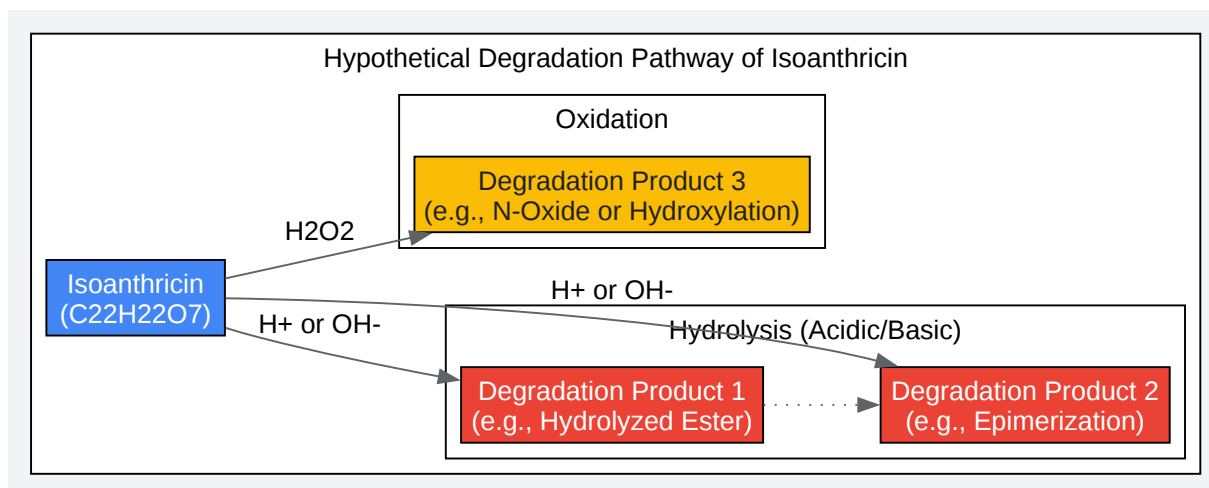 Hypothetical Degradation Pathway of Isoanthricin
Oxidation
Degradation Product 3
(e.g., N-Oxide or Hydroxylation)
H2O2
Isoanthricin
(C22H22O7)
H+ or OH-
H+ or OH-
Hydrolysis (Acidic/Basic)
Degradation Product 1
(e.g., Hydrolyzed Ester)
Degradation Product 2
(e.g., Epimerization)